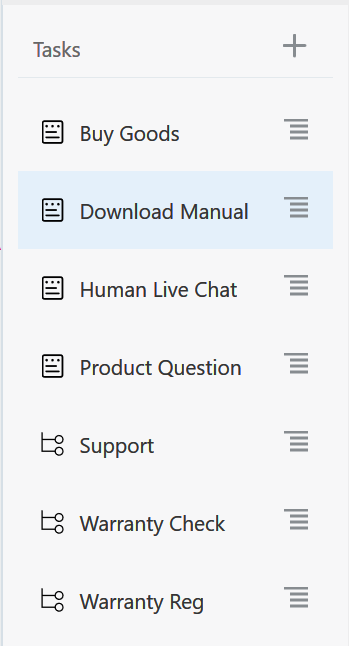 Tasks
Buy Goods
Download Manual
Human Live Chat
Product Question
Support
Warranty Check
Warranty Reg